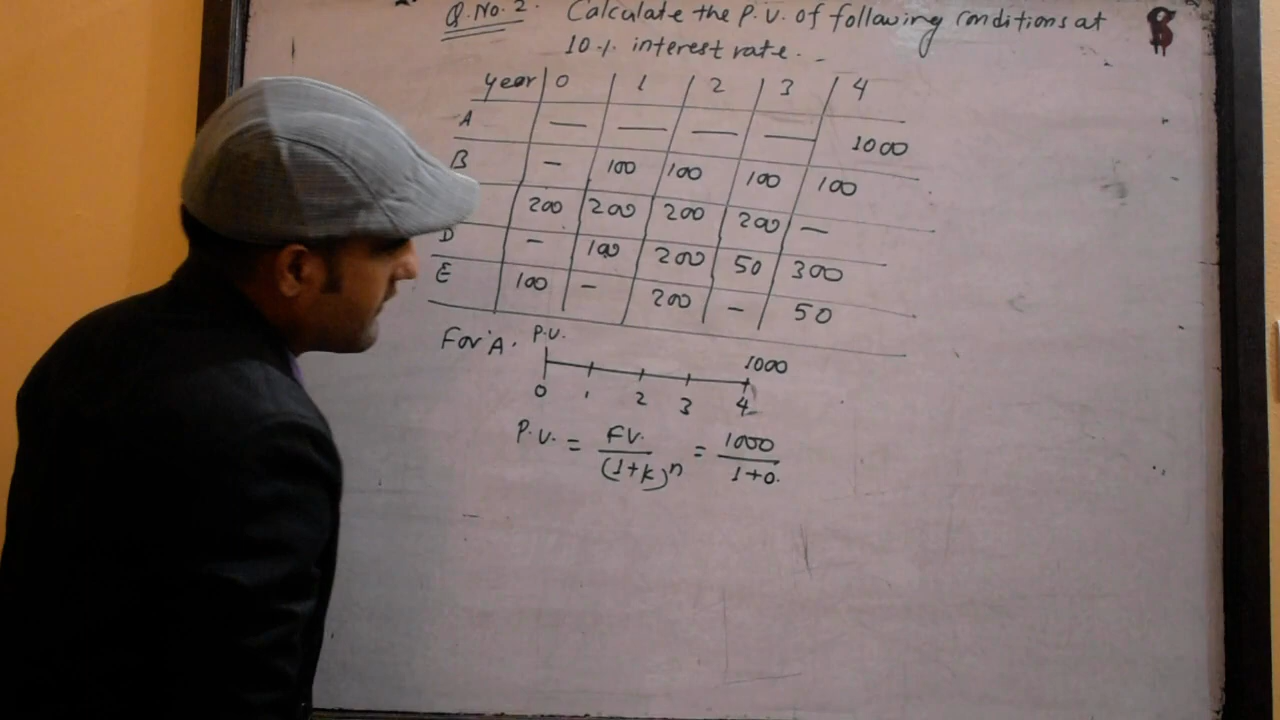 Q.No.2. Calculate the P.V. of following conditions at
10% interest rate.
year 0 1 2 3 4
A — — — — 1000
B - 100 100 100 100
200 200 200 200 —
D - 100 200 50 300
E 100 - 200 - 50
For A. P.V. 1000
0 1 2 3 4
P.V. = FV. / (1+k)^n = 1000 / 1+0.